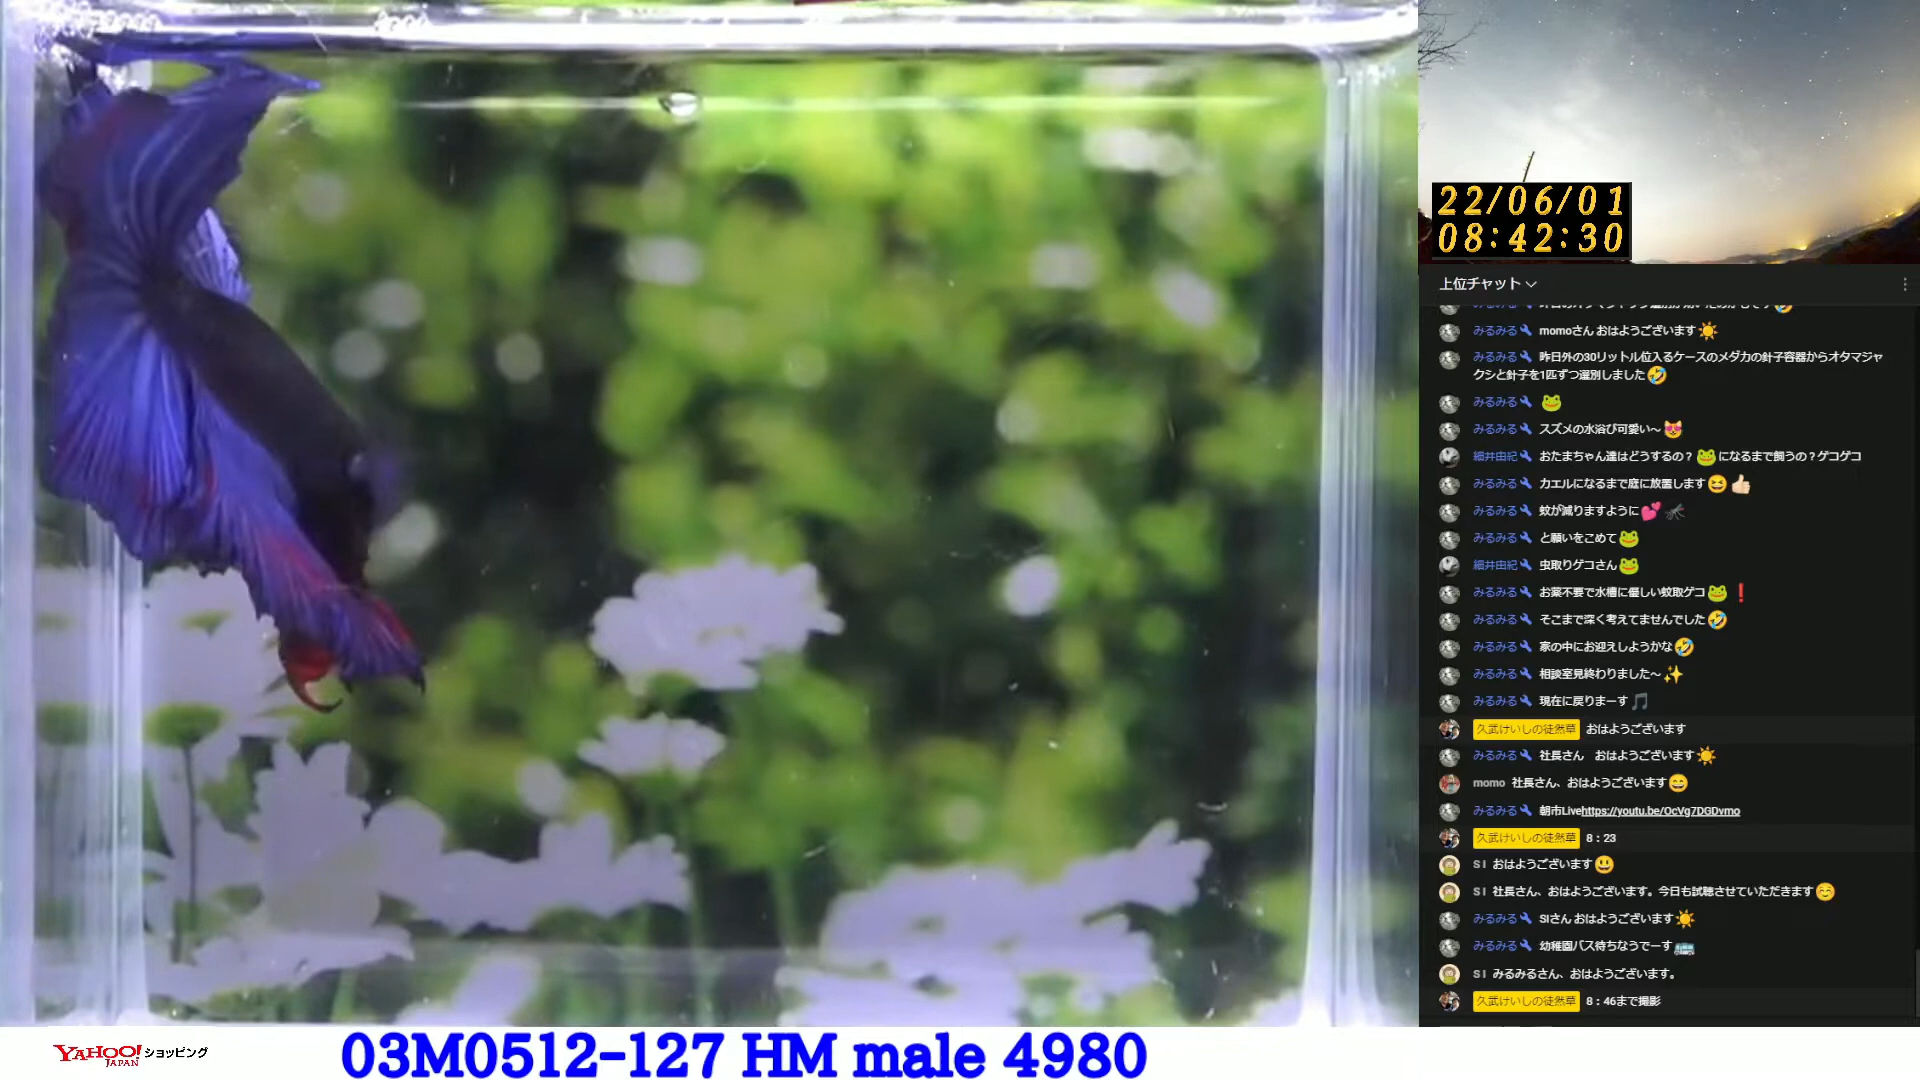 22/06/01
08:42:30
上位チャット
みるみる momoさん おはようございます☀
みるみる 昨日外の30リットル位入るケースのメダカの針子容器からオタマジャ
クシと針子を1匹ずつ選別しました🤣
みるみる 🐸
みるみる スズメの水浴び可愛い〜😻
細井由紀 おたまちゃん達はどうするの？🐸になるまで飼うの？ゲコゲコ
みるみる カエルになるまで庭に放置します😆👍🏻
みるみる 蚊が減りますように💕🦟
みるみる と願いをこめて🐸
細井由紀 虫取りゲコさん🐸
みるみる お薬不要で水槽に優しい蚊取ゲコ🐸❗
みるみる そこまで深く考えてませんでした🤣
みるみる 家の中にお迎えしようかな🤣
みるみる 相談室見終わりました〜✨
みるみる 現在に戻りまーす🎵
久武けいしの徒然草 おはようございます
みるみる 社長さん　おはようございます☀
momo 社長さん、おはようございます😄
みるみる 朝市Livehttps://youtu.be/OcVg7DGDvmo
久武けいしの徒然草 8：23
S I おはようございます😃
S I 社長さん、おはようございます。今日も試聴させていただきます☺
みるみる SIさん おはようございます☀
みるみる 幼稚園バス待ちなうでーす🚌
S I みるみるさん、おはようございます。
久武けいしの徒然草 8：46まで撮影
YAHOO! JAPAN ショッピング
03M0512-127 HM male 4980